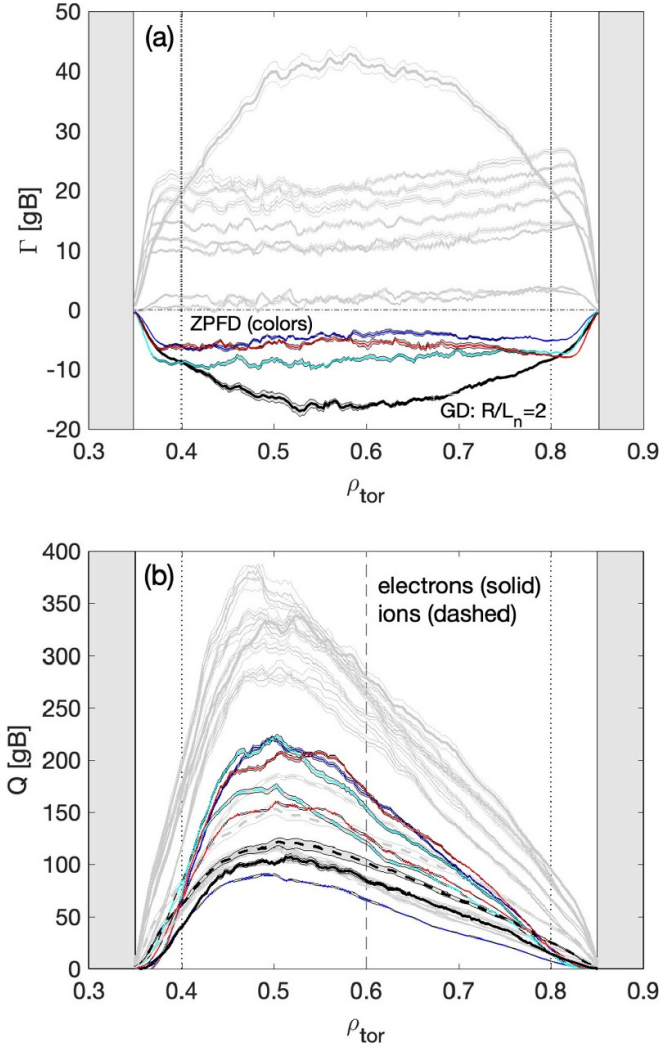 (a)
50
40
30
20
10
0
-10
-20
Γ [gB]
ZPFD (colors)
GD: R/L_n=2
0.3 0.4 0.5 0.6 0.7 0.8 0.9
ρ_tor
(b)
400
350
300
250
200
150
100
50
0
Q [gB]
electrons (solid)
ions (dashed)
0.3 0.4 0.5 0.6 0.7 0.8 0.9
ρ_tor